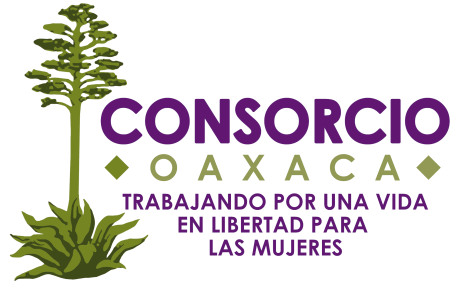 CONSORCIO
OAXACA
TRABAJANDO POR UNA VIDA
EN LIBERTAD PARA
LAS MUJERES